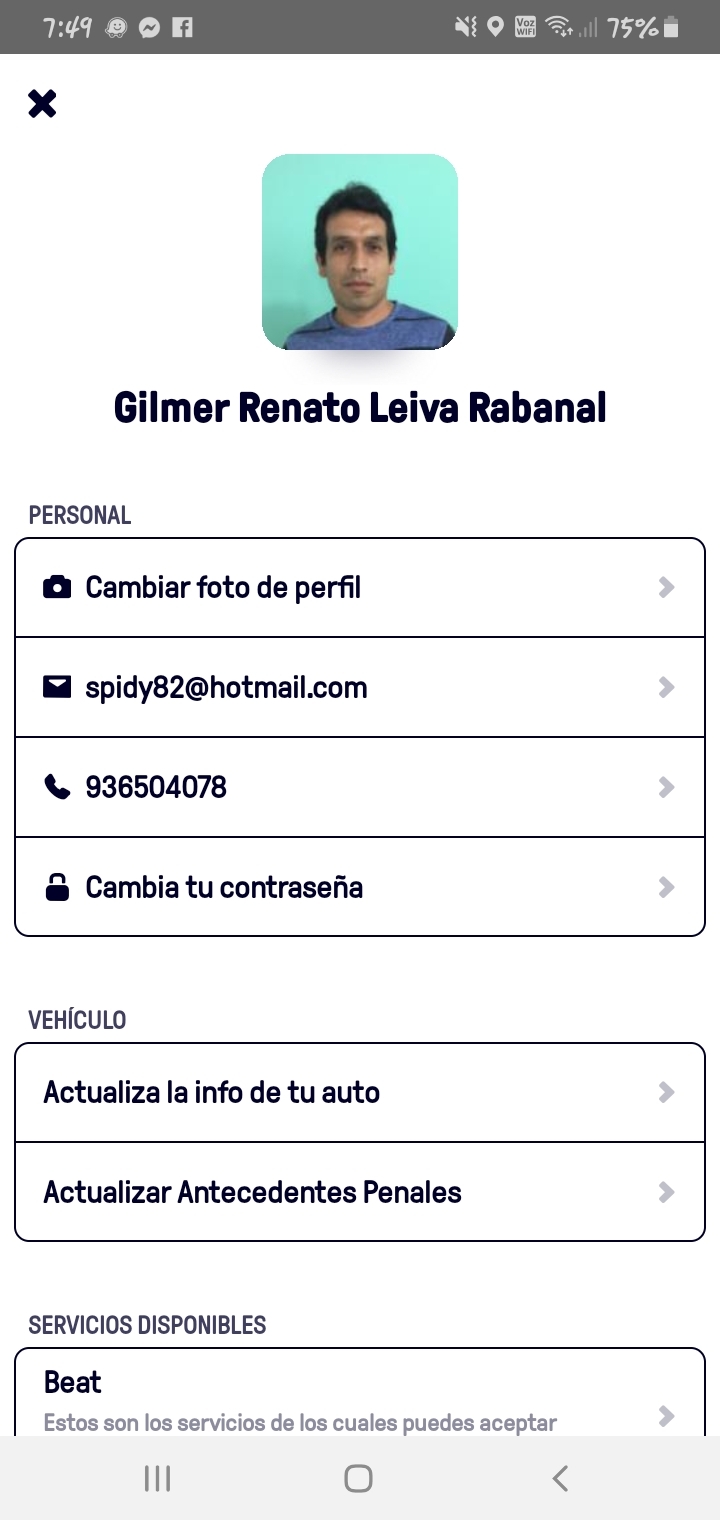 7:49
Voz
WIFI
75%
Gilmer Renato Leiva Rabanal
PERSONAL
Cambiar foto de perfil
spidy82@hotmail.com
936504078
Cambia tu contraseña
VEHÍCULO
Actualiza la info de tu auto
Actualizar Antecedentes Penales
SERVICIOS DISPONIBLES
Beat
Estos son los servicios de los cuales puedes aceptar